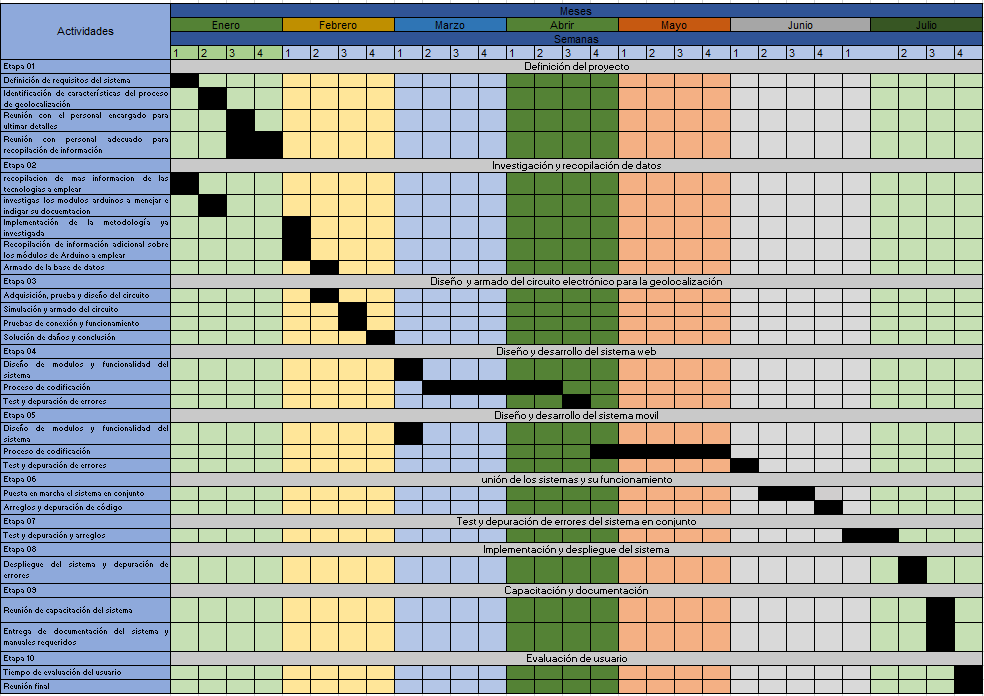 Meses
Actividades
Enero Febrero Marzo Abrir Mayo Junio Julio
Semanas
1 2 3 4 1 2 3 4 1 2 3 4 1 2 3 4 1 2 3 4 1 2 3 4 1 2 3 4
Etapa 01 Definición del proyecto
Definición de requisitos del sistema
Identificación de características del proceso
de geolocalización
Reunión con el personal encargado para
ultimar detalles
Reunión con personal adecuado para
recopilación de información
Etapa 02 Investigación y recopilación de datos
recopilacion de mas informacion de las
tecnologias a emplear
investigas los modulos arduinos a menejar e
indigar su docuemtacion
Implementación de la metodología ya
investigada
Recopilación de información adicional sobre
los módulos de Arduino a emplear
Armado de la base de datos
Etapa 03 Diseño y armado del circuito electrónico para la geolocalización
Adquisición, prueba y diseño del circuito
Simulación y armado del circuito
Pruebas de conexión y funcionamiento
Solución de daños y conclusión
Etapa 04 Diseño y desarrollo del sistema web
Diseño de modulos y funcionalidad del
sistema
Proceso de codificación
Test y depuración de errores
Etapa 05 Diseño y desarrollo del sistema movil
Diseño de modulos y funcionalidad del
sistema
Proceso de codificación
Test y depuración de errores
Etapa 06 unión de los sistemas y su funcionamiento
Puesta en marcha el sistema en conjunto
Arreglos y depuración de código
Etapa 07 Test y depuración de errores del sistema en conjunto
Test y depuración y arreglos
Etapa 08 Implementación y despliegue del sistema
Despliegue del sistema y depuración de
errores
Etapa 09 Capacitación y documentación
Reunión de capacitación del sistema
Entrega de documentación del sistema y
manuales requeridos
Etapa 10 Evaluación de usuario
Tiempo de evaluación del usuario
Reunión final